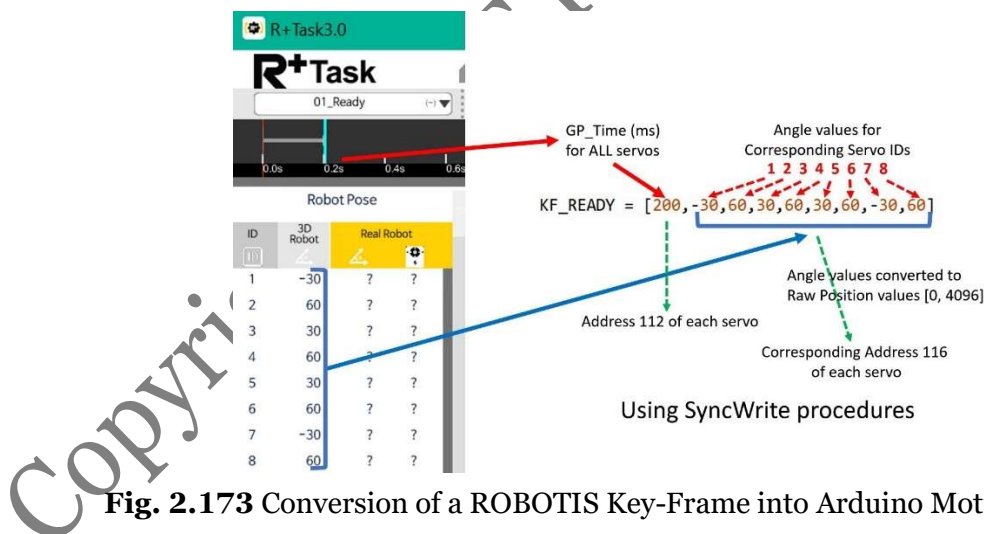 R+Task3.0
R+Task
01_Ready (-)
0.0s 0.2s 0.4s 0.6s
Robot Pose
ID 3D Robot Real Robot
1 -30 ? ?
2 60 ? ?
3 30 ? ?
4 60 ? ?
5 30 ? ?
6 60 ? ?
7 -30 ? ?
8 60 ? ?
GP_Time (ms)
for ALL servos
Angle values for
Corresponding Servo IDs
1 2 3 4 5 6 7 8
KF_READY = [200,-30,60,30,60,30,60,-30,60]
Address 112 of each servo
Angle values converted to
Raw Position values [0, 4096]
Corresponding Address 116
of each servo
Using SyncWrite procedures
Fig. 2.173 Conversion of a ROBOTIS Key-Frame into Arduino Mot